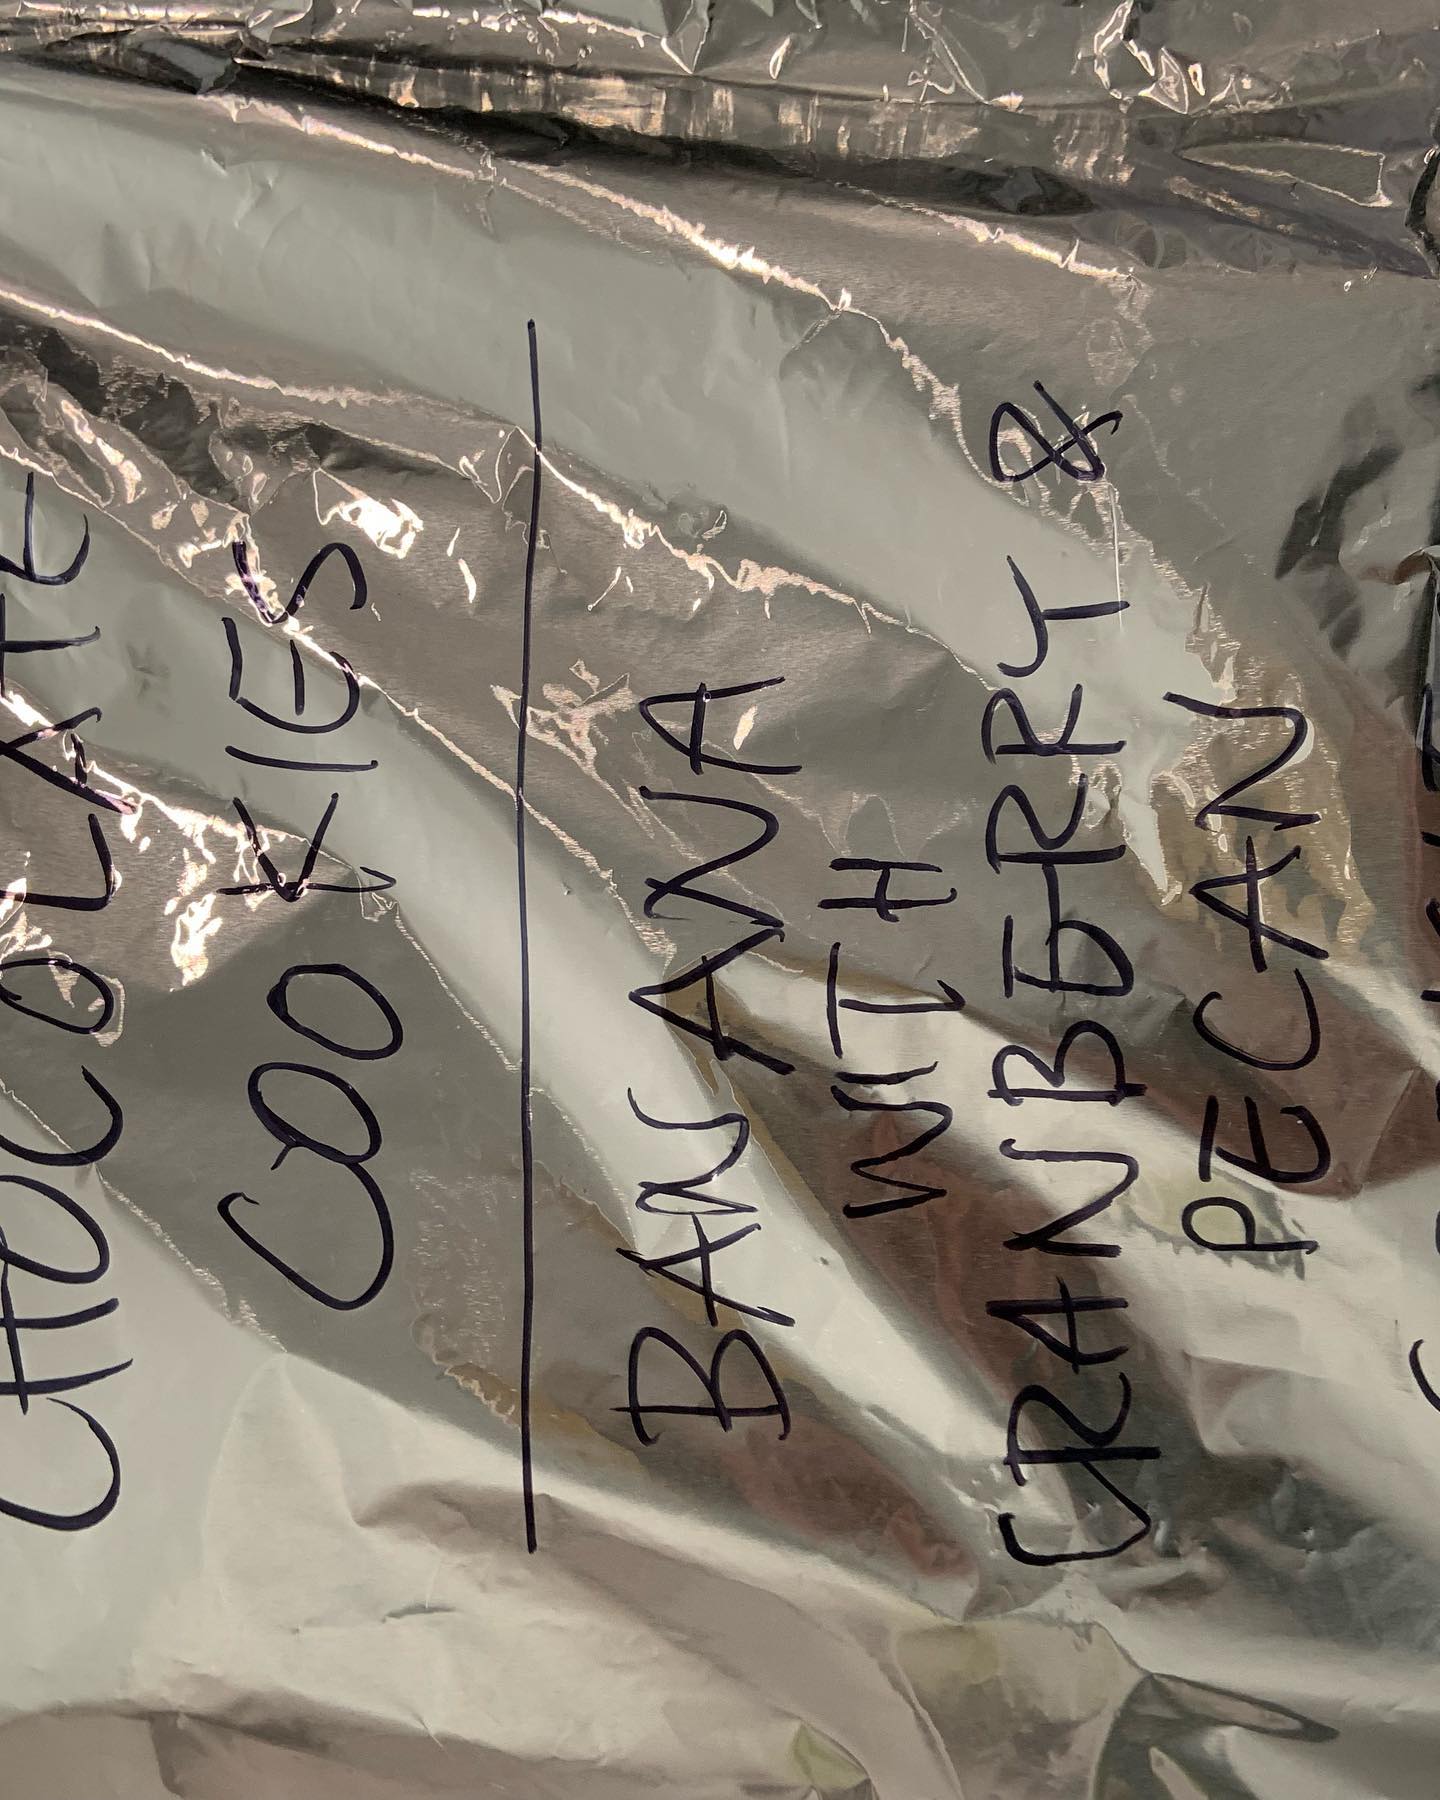 CHOCOLATE
COOKIES
BANANA
WITH
CRANBERRY &
PECAN